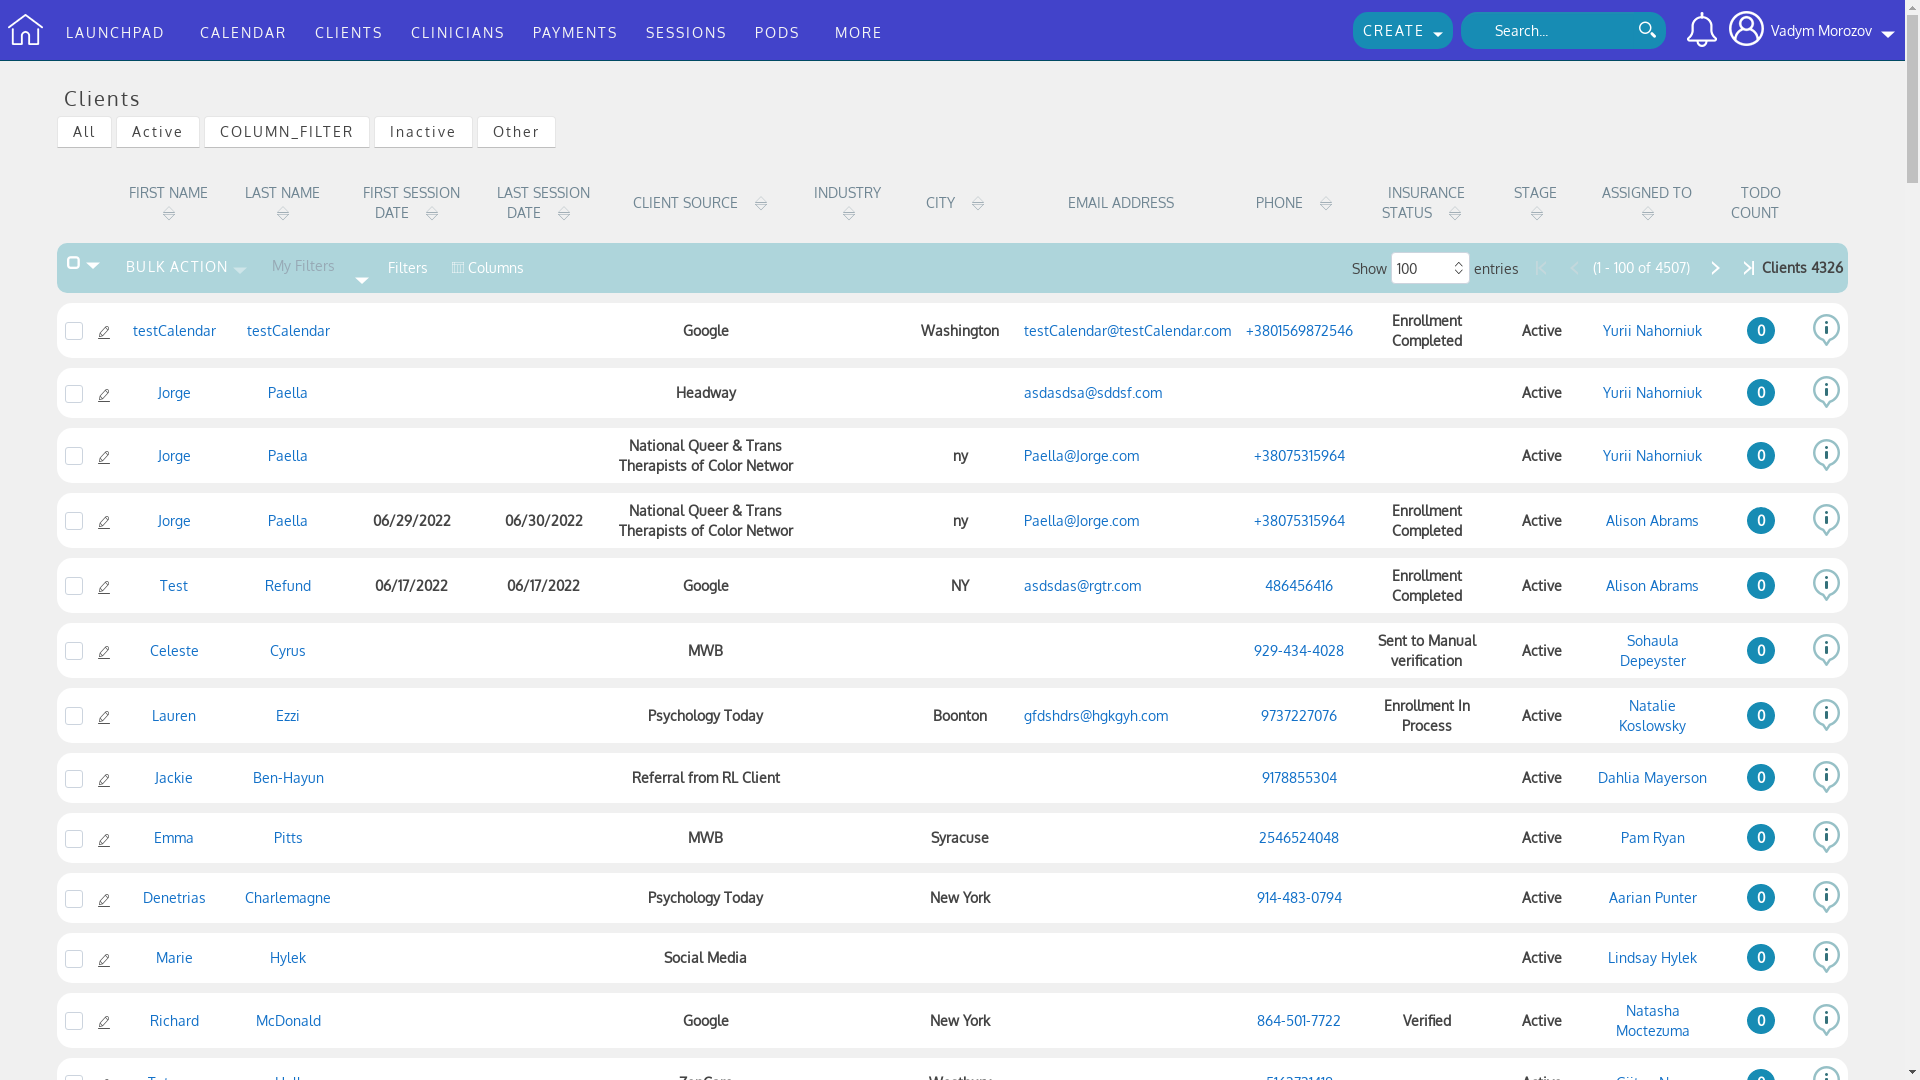 LAUNCHPAD CALENDAR CLIENTS CLINICIANS PAYMENTS SESSIONS PODS MORE CREATE Search... Vadym Morozov
Clients
All Active COLUMN_FILTER Inactive Other
FIRST NAME LAST NAME FIRST SESSION DATE LAST SESSION DATE CLIENT SOURCE INDUSTRY CITY EMAIL ADDRESS PHONE INSURANCE STATUS STAGE ASSIGNED TO TODO COUNT
BULK ACTION My Filters Filters Columns Show 100 entries (1 - 100 of 4507) Clients 4326
testCalendar testCalendar Google Washington testCalendar@testCalendar.com +3801569872546 Enrollment Completed Active Yurii Nahorniuk 0
Jorge Paella Headway asdasdsa@sddsf.com Active Yurii Nahorniuk 0
Jorge Paella National Queer & Trans Therapists of Color Networ ny Paella@Jorge.com +38075315964 Active Yurii Nahorniuk 0
Jorge Paella 06/29/2022 06/30/2022 National Queer & Trans Therapists of Color Networ ny Paella@Jorge.com +38075315964 Enrollment Completed Active Alison Abrams 0
Test Refund 06/17/2022 06/17/2022 Google NY asdsdas@rgtr.com 486456416 Enrollment Completed Active Alison Abrams 0
Celeste Cyrus MWB 929-434-4028 Sent to Manual verification Active Sohaula Depeyster 0
Lauren Ezzi Psychology Today Boonton gfdshdrs@hgkgyh.com 9737227076 Enrollment In Process Active Natalie Koslowsky 0
Jackie Ben-Hayun Referral from RL Client 9178855304 Active Dahlia Mayerson 0
Emma Pitts MWB Syracuse 2546524048 Active Pam Ryan 0
Denetrias Charlemagne Psychology Today New York 914-483-0794 Active Aarian Punter 0
Marie Hylek Social Media Active Lindsay Hylek 0
Richard McDonald Google New York 864-501-7722 Verified Active Natasha Moctezuma 0